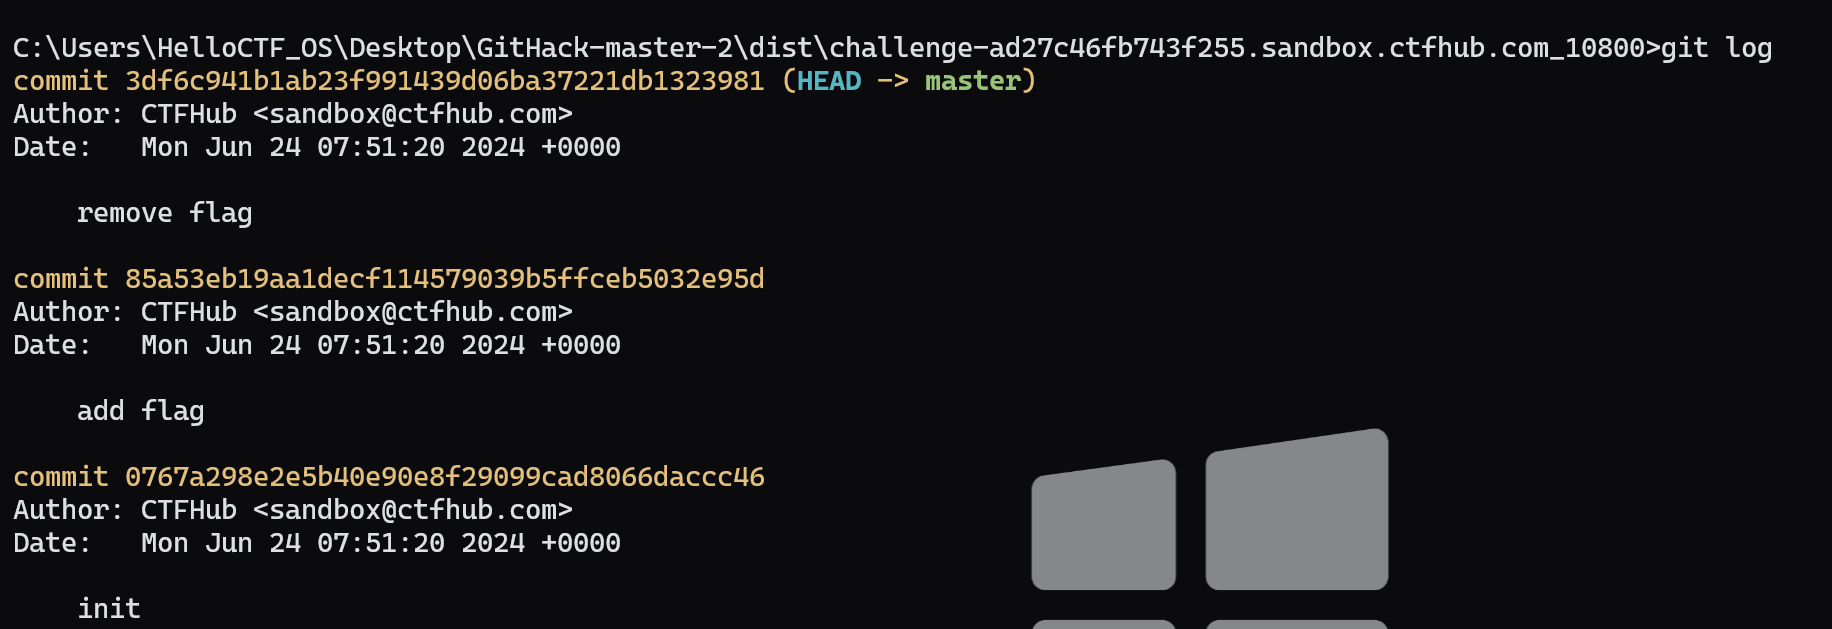 C:\Users\HelloCTF_OS\Desktop\GitHack-master-2\dist\challenge-ad27c46fb743f255.sandbox.ctfhub.com_10800>git log
commit 3df6c941b1ab23f991439d06ba37221db1323981 (HEAD -> master)
Author: CTFHub <sandbox@ctfhub.com>
Date:   Mon Jun 24 07:51:20 2024 +0000
    remove flag
commit 85a53eb19aa1decf114579039b5ffceb5032e95d
Author: CTFHub <sandbox@ctfhub.com>
Date:   Mon Jun 24 07:51:20 2024 +0000
    add flag
commit 0767a298e2e5b40e90e8f29099cad8066daccc46
Author: CTFHub <sandbox@ctfhub.com>
Date:   Mon Jun 24 07:51:20 2024 +0000
    init